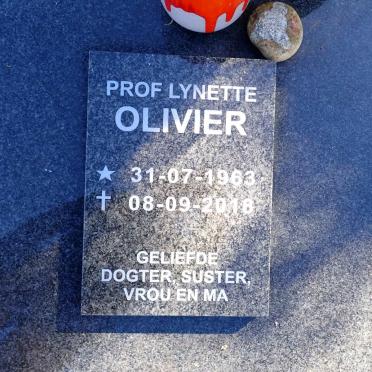 PROF LYNETTE
OLIVIER
★ 31-07-1963
✝ 08-09-2018
GELIEFDE
DOGTER, SUSTER,
VROU EN MA